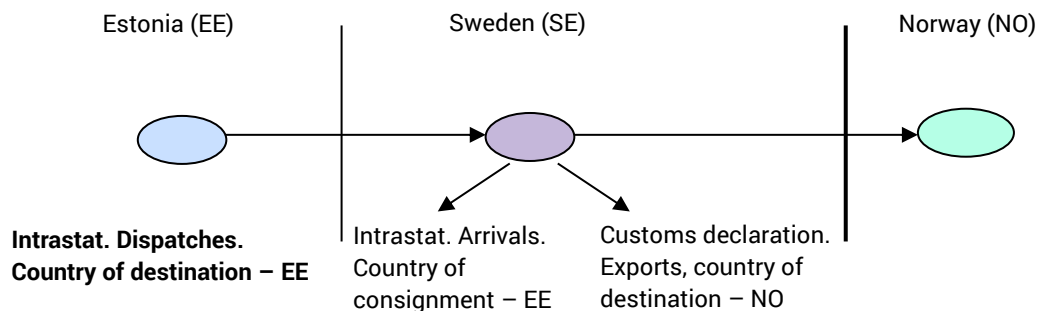 Estonia (EE)
Sweden (SE)
Norway (NO)
Intrastat. Dispatches.
Country of destination – EE
Intrastat. Arrivals.
Country of
consignment – EE
Customs declaration.
Exports, country of
destination – NO